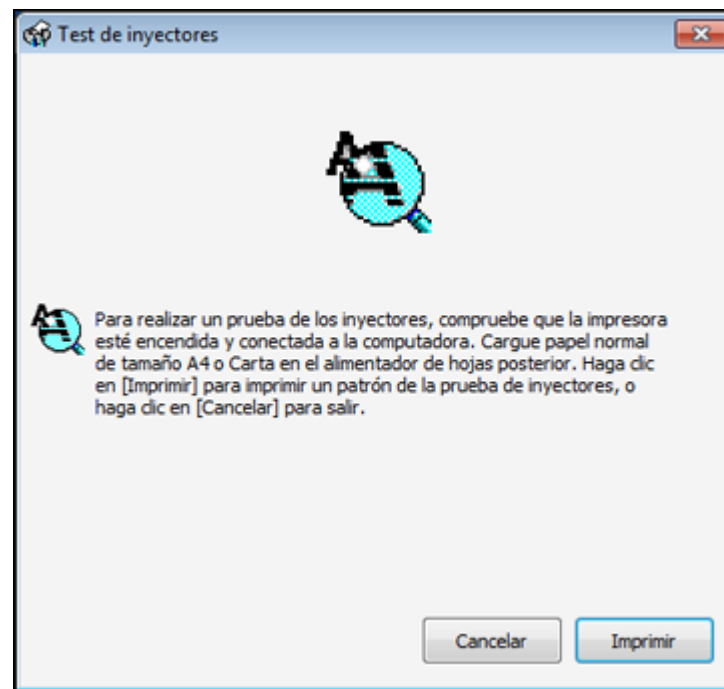 Test de inyectores
Para realizar un prueba de los inyectores, compruebe que la impresora
esté encendida y conectada a la computadora. Cargue papel normal
de tamaño A4 o Carta en el alimentador de hojas posterior. Haga clic
en [Imprimir] para imprimir un patrón de la prueba de inyectores, o
haga clic en [Cancelar] para salir.
Cancelar
Imprimir